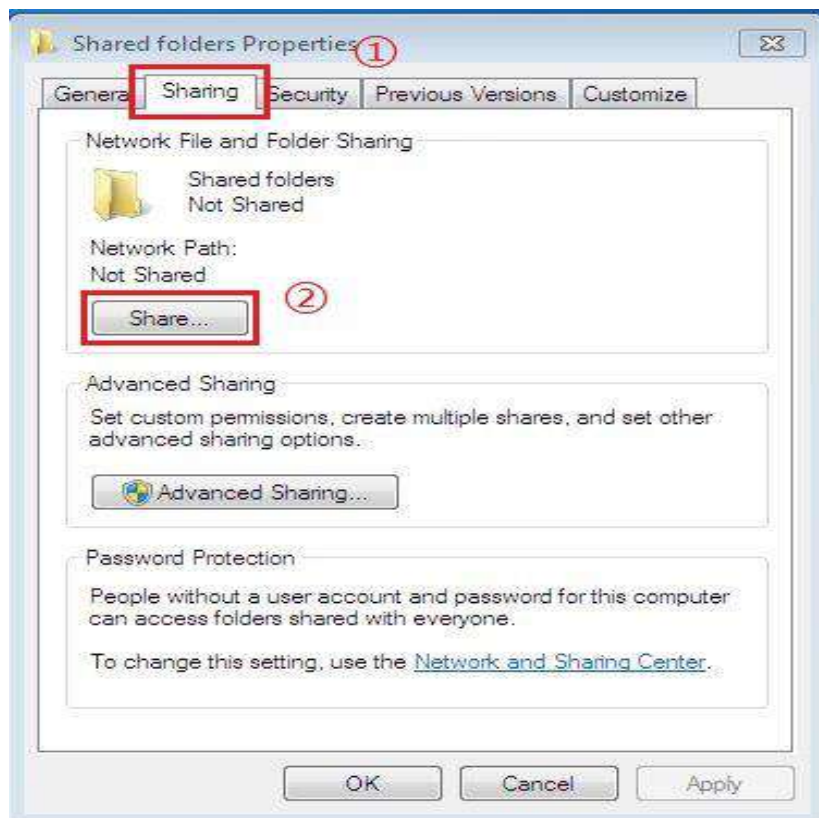 Shared folders Properties
①
General Sharing Security Previous Versions Customize
Network File and Folder Sharing
Shared folders
Not Shared
Network Path:
Not Shared
②
Share...
Advanced Sharing
Set custom permissions, create multiple shares, and set other
advanced sharing options.
Advanced Sharing...
Password Protection
People without a user account and password for this computer
can access folders shared with everyone.
To change this setting, use the Network and Sharing Center.
OK Cancel Apply